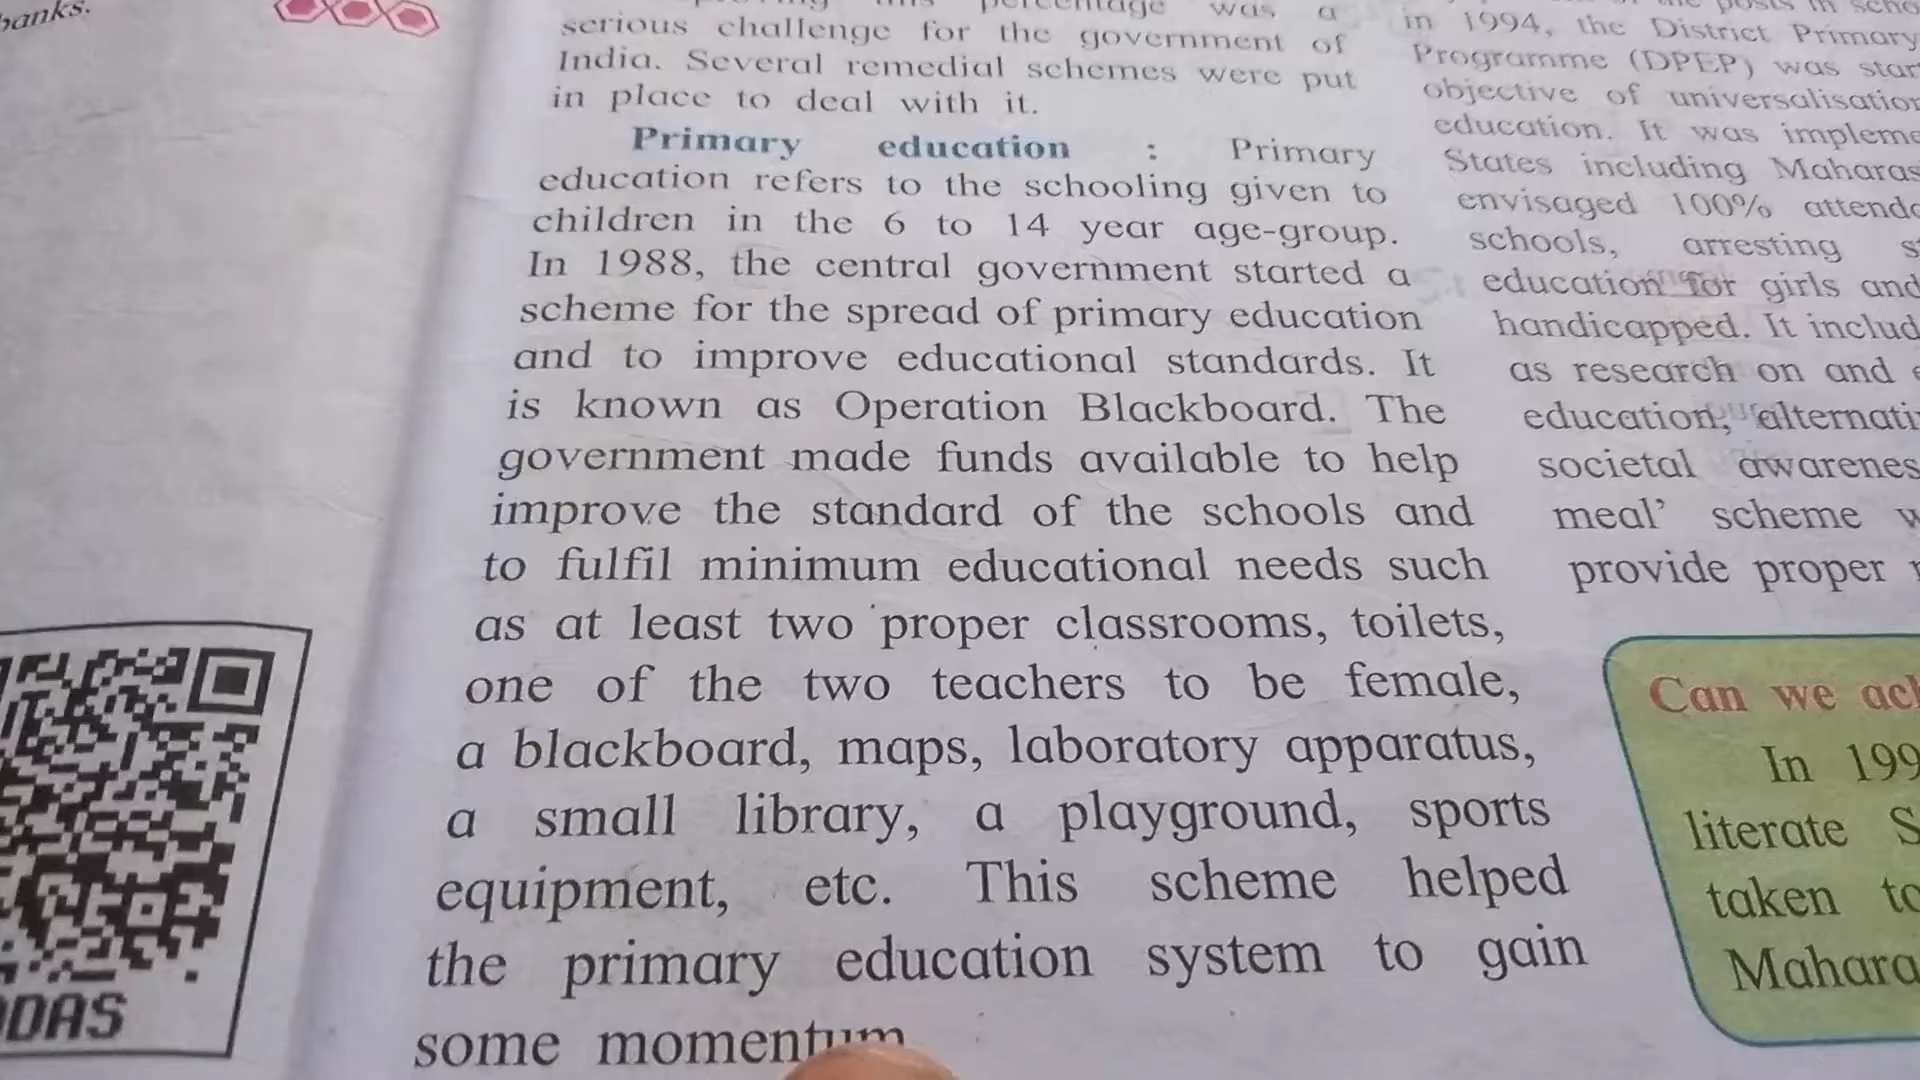 banks.
percentage was a
serious challenge for the government of
India. Several remedial schemes were put
in place to deal with it.
Primary education : Primary
education refers to the schooling given to
children in the 6 to 14 year age-group.
In 1988, the central government started a
scheme for the spread of primary education
and to improve educational standards. It
is known as Operation Blackboard. The
government made funds available to help
improve the standard of the schools and
to fulfil minimum educational needs such
as at least two proper classrooms, toilets,
one of the two teachers to be female,
a blackboard, maps, laboratory apparatus,
a small library, a playground, sports
equipment, etc. This scheme helped
the primary education system to gain
some momentum
in 1994, the District Primary
Programme (DPEP) was
objective of
education. It was
States including
envisaged 100%
schools, arresting
education for girls and
handicapped. It
as research on and
education,
societal
meal' scheme
provide proper
Can we
In
literate
taken
DAS